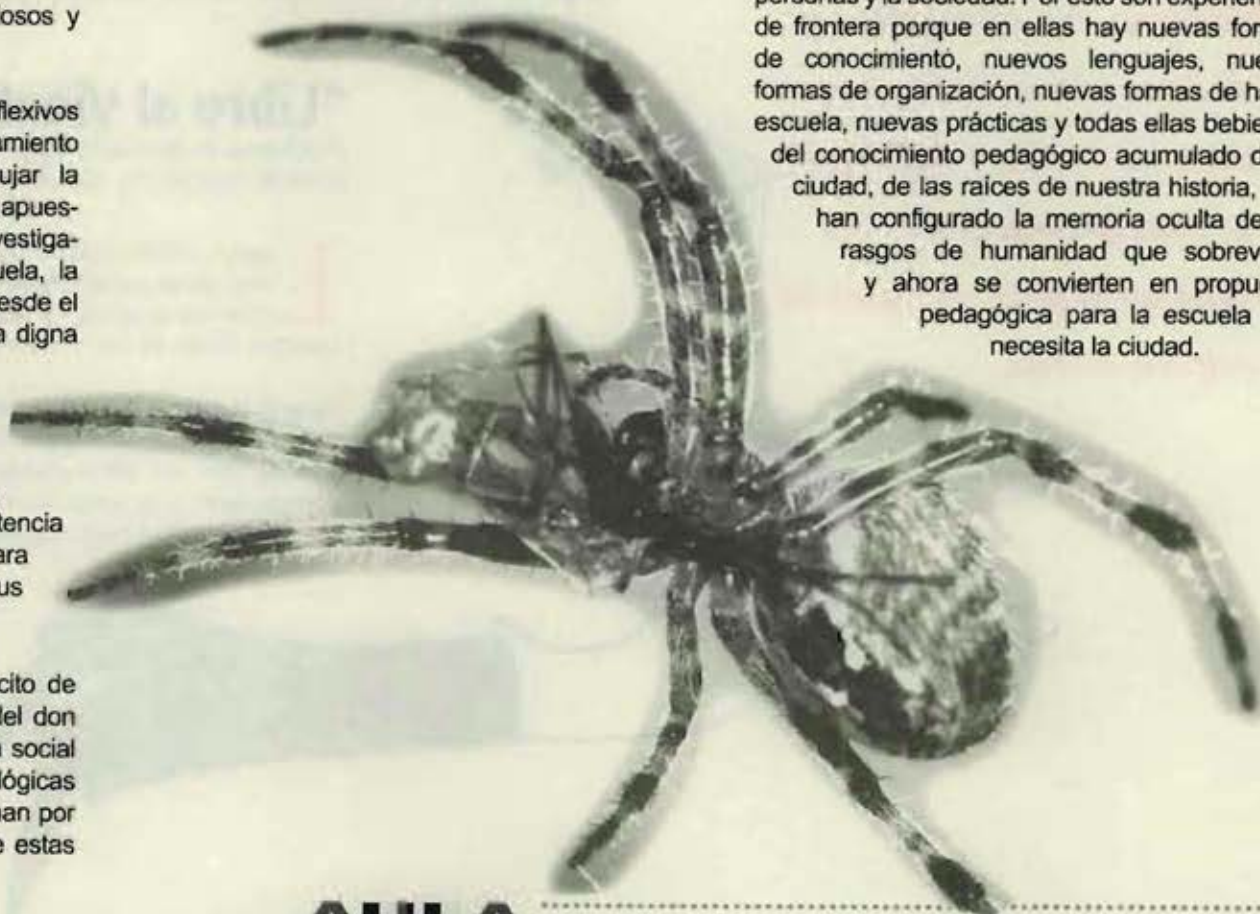 osos y
flexivos
amiento
ujar la
apues-
vestiga-
uela, la
esde el
a digna
tencia
ara
us
cito de
del don
social
lógicas
nan por
e estas
de frontera porque en ellas hay nuevas for
de conocimiento, nuevos lenguajes, nue
formas de organización, nuevas formas de h
escuela, nuevas prácticas y todas ellas bebie
del conocimiento pedagógico acumulado
ciudad, de las raíces de nuestra historia,
han configurado la memoria oculta de
rasgos de humanidad que sobrev
y ahora se convierten en propu
pedagógica para la escuela
necesita la ciudad.